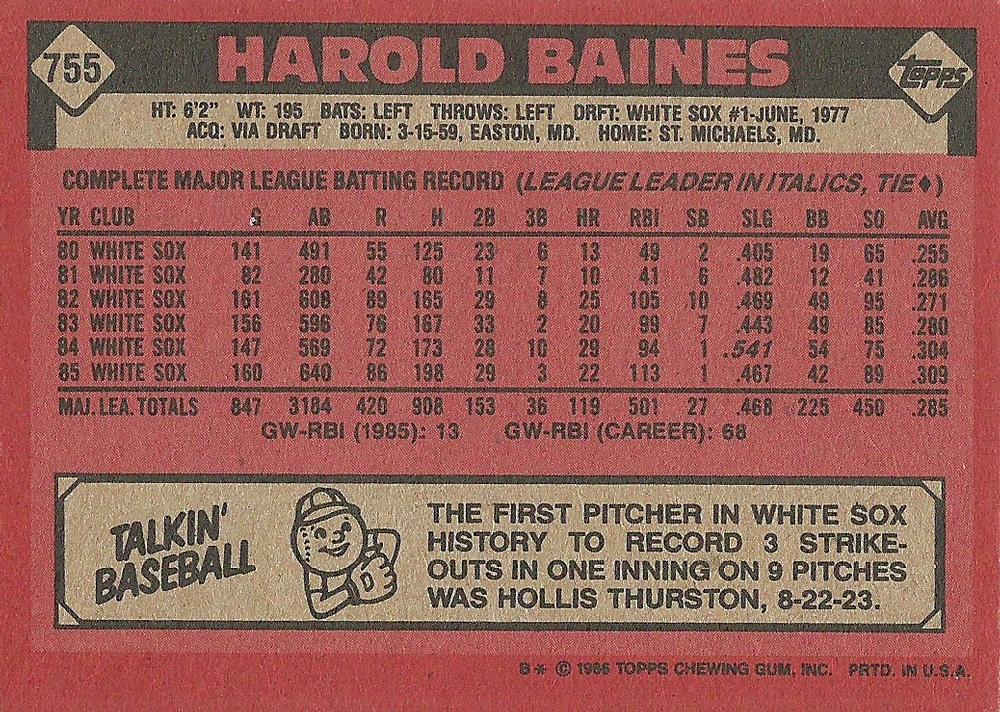 755
HAROLD BAINES
TOPPS
HT: 6'2" WT: 195 BATS: LEFT THROWS: LEFT DRFT: WHITE SOX #1-JUNE, 1977
ACQ: VIA DRAFT BORN: 3-15-59, EASTON, MD. HOME: ST. MICHAELS, MD.
COMPLETE MAJOR LEAGUE BATTING RECORD (LEAGUE LEADER IN ITALICS, TIE♦)
YR CLUB G AB R H 2B 3B HR RBI SB SLG BB SO AVG
80 WHITE SOX 141 491 55 125 23 6 13 49 2 .405 19 65 .255
81 WHITE SOX 82 280 42 80 11 7 10 41 6 .482 12 41 .286
82 WHITE SOX 161 608 89 165 29 8 25 105 10 .469 49 95 .271
83 WHITE SOX 156 596 76 167 33 2 20 99 7 .443 49 85 .280
84 WHITE SOX 147 569 72 173 28 10 29 94 1 .541 54 75 .304
85 WHITE SOX 160 640 86 198 29 3 22 113 1 .467 42 89 .309
MAJ. LEA. TOTALS 847 3184 420 908 153 36 119 501 27 .468 225 450 .285
GW-RBI (1985): 13 GW-RBI (CAREER): 68
TALKIN'
BASEBALL
THE FIRST PITCHER IN WHITE SOX
HISTORY TO RECORD 3 STRIKE-
OUTS IN ONE INNING ON 9 PITCHES
WAS HOLLIS THURSTON, 8-22-23.
B* © 1986 TOPPS CHEWING GUM, INC. PRTD. IN U.S.A.